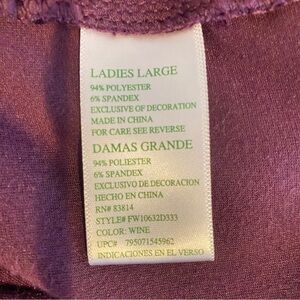 LADIES LARGE
94% POLYESTER
6% SPANDEX
EXCLUSIVE OF DECORATION
MADE IN CHINA
FOR CARE SEE REVERSE
DAMAS GRANDE
94% POLIESTER
6% SPANDEX
EXCLUSIVO DE DECORACION
HECHO EN CHINA
RN# 83814
STYLE# FW10632D333
COLOR: WINE
UPC# 795071545962
INDICACIONES EN EL VERSO